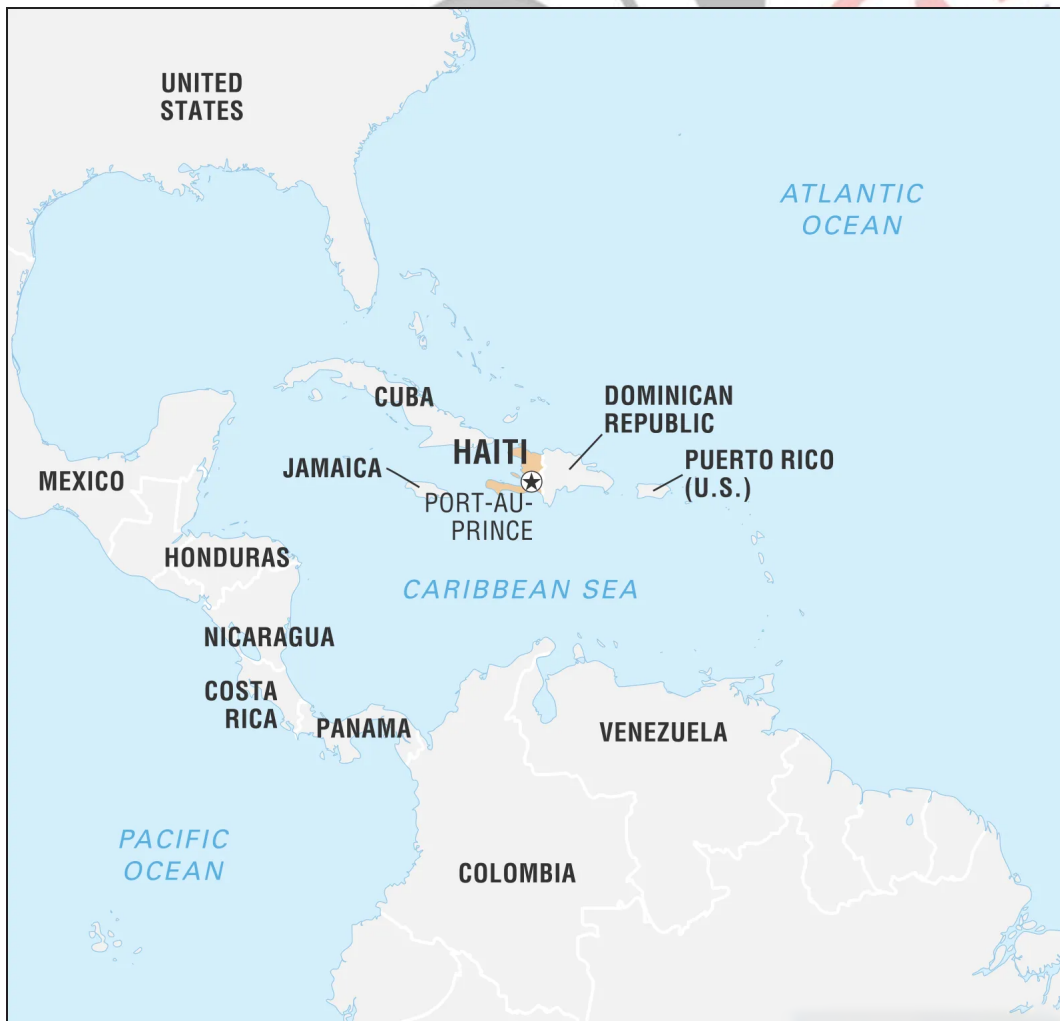 UNITED
STATES
ATLANTIC
OCEAN
CUBA
DOMINICAN
REPUBLIC
HAITI
JAMAICA
PUERTO RICO
(U.S.)
MEXICO
PORT-AU-
PRINCE
HONDURAS
CARIBBEAN SEA
NICARAGUA
COSTA
RICA
PANAMA
VENEZUELA
PACIFIC
OCEAN
COLOMBIA